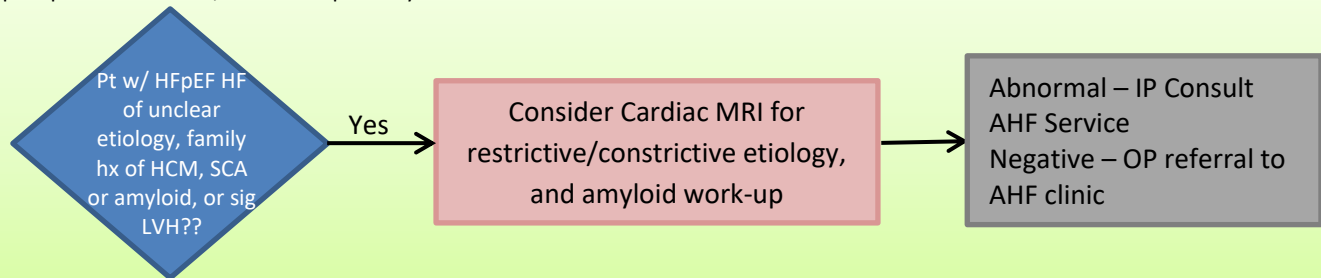 Pt w/ HFpEF HF
of unclear
etiology, family
hx of HCM, SCA
or amyloid, or sig
LVH??
Yes
Consider Cardiac MRI for
restrictive/constrictive etiology,
and amyloid work-up
Abnormal – IP Consult
AHF Service
Negative – OP referral to
AHF clinic